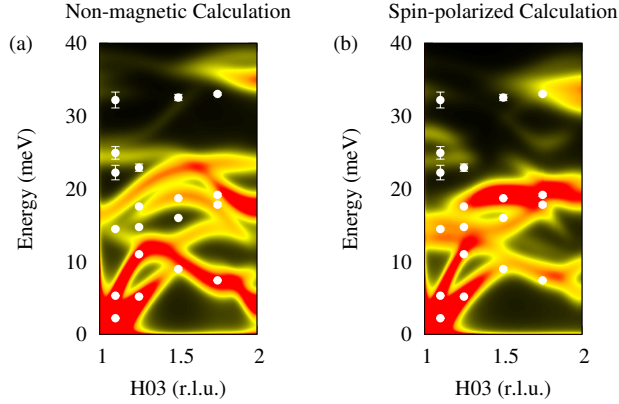 Non-magnetic Calculation
Spin-polarized Calculation
(a)
(b)
Energy (meV)
40
30
20
10
0
1
1.5
2
H03 (r.l.u.)
Energy (meV)
40
30
20
10
0
1
1.5
2
H03 (r.l.u.)